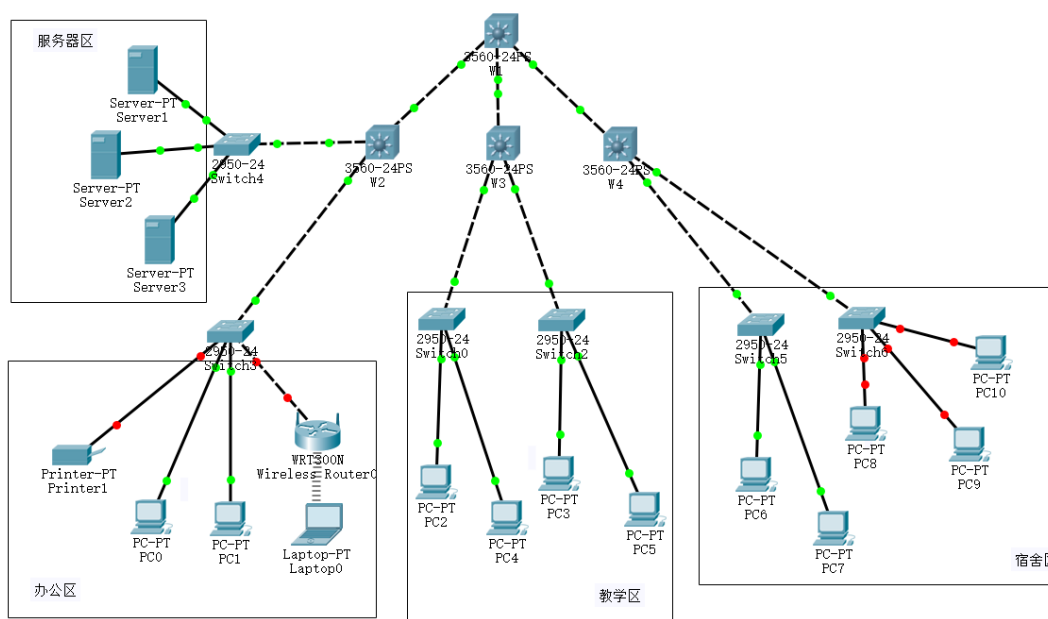 服务器区
3560-24PS
W1
Server-PT
Server1
2950-24
Switch4
3560-24PS
W2
3560-24PS
W3
3560-24PS
W4
Server-PT
Server2
Server-PT
Server3
2950-24
Switch3
2950-24
Switch0
2950-24
Switch2
2950-24
Switch5
2950-24
Switch6
PC-PT
PC10
Printer-PT
Printer1
WRT300N
Wireless Router0
PC-PT
PC8
PC-PT
PC9
PC-PT
PC2
PC-PT
PC3
PC-PT
PC6
PC-PT
PC0
PC-PT
PC1
Laptop-PT
Laptop0
PC-PT
PC4
PC-PT
PC5
PC-PT
PC7
办公区
教学区
宿舍区